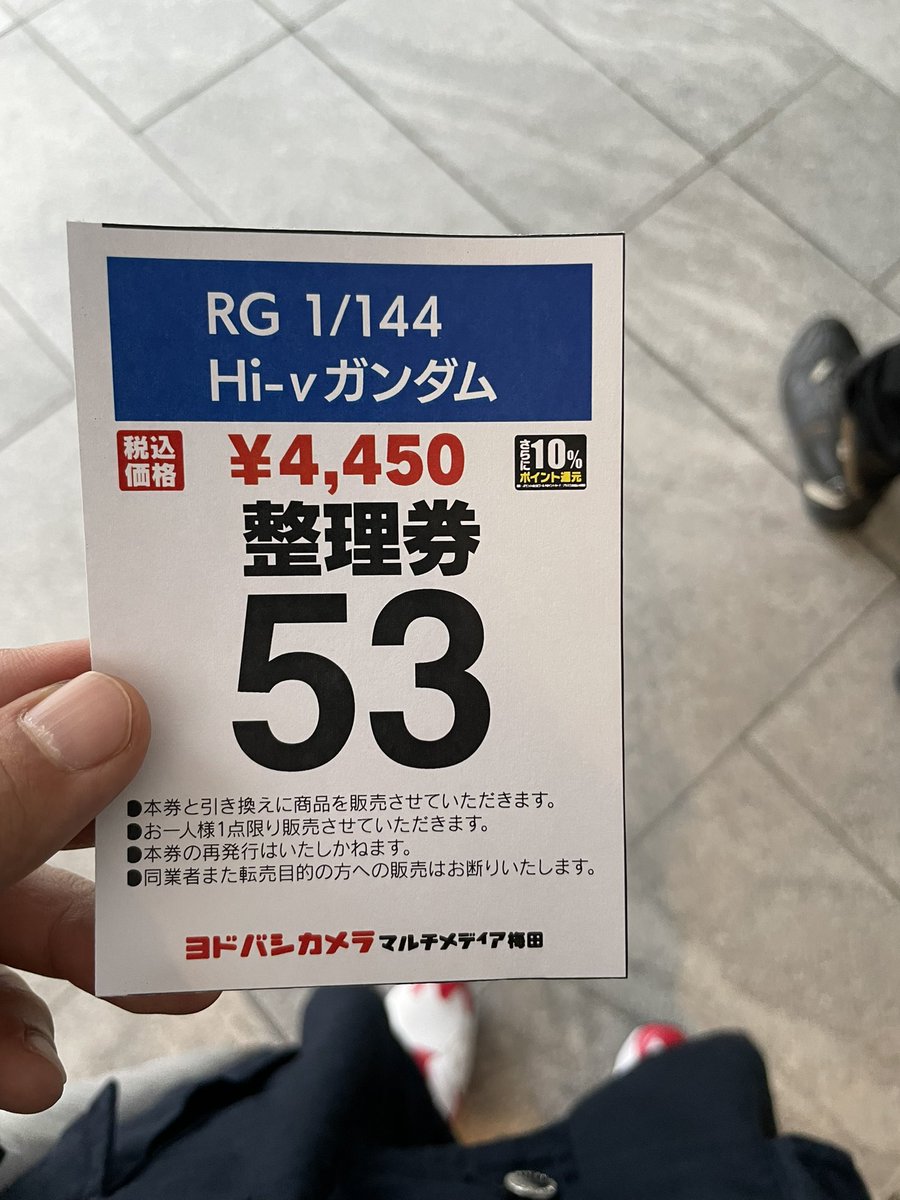 RG 1/144
Hi-νガンダム
税込
価格
¥4,450
さらに
10%
ポイント還元
整理券
53
●本券と引き換えに商品を販売させていただきます。
●お一人様1点限り販売させていただきます。
●本券の再発行はいたしかねます。
●同業者また転売目的の方への販売はお断りいたします。
ヨドバシカメラ マルチメディア梅田